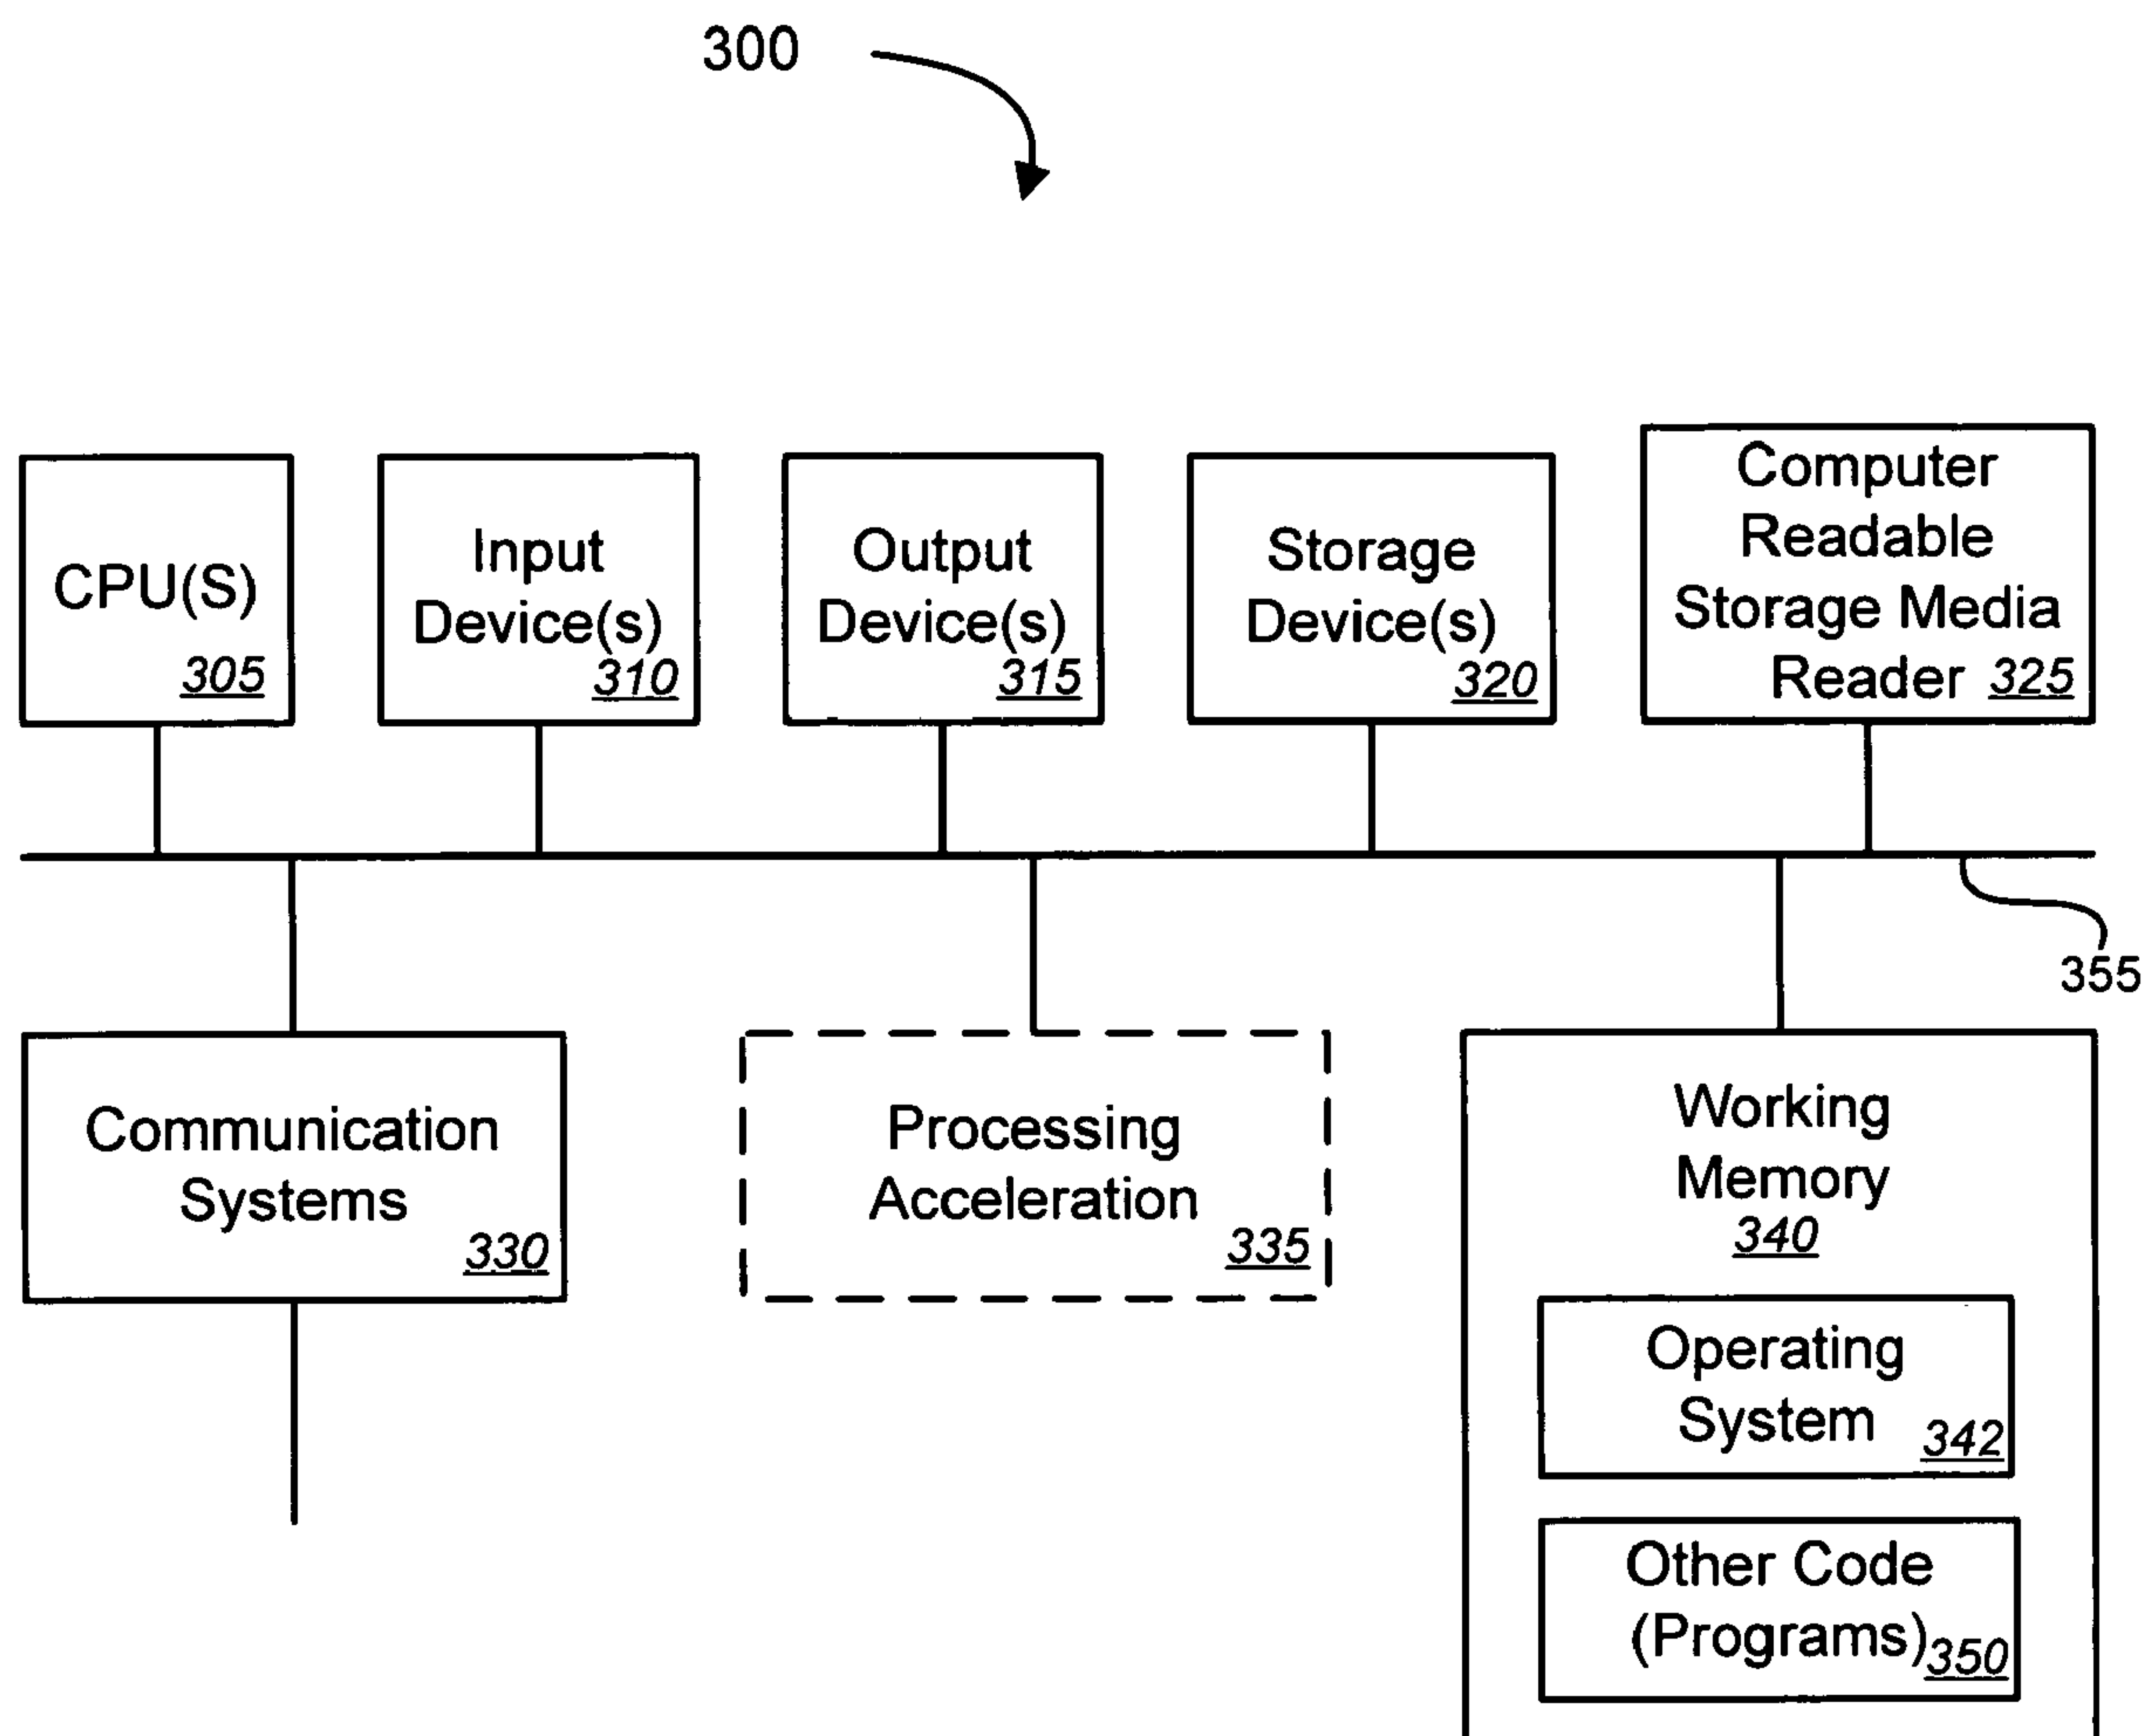 300
CPU(S)
305
Input
Device(s)
310
Output
Device(s)
315
Storage
Device(s)
320
Computer
Readable
Storage Media
Reader 325
355
Communication
Systems
330
Processing
Acceleration
335
Working
Memory
340
Operating
System
342
Other Code
(Programs)
350